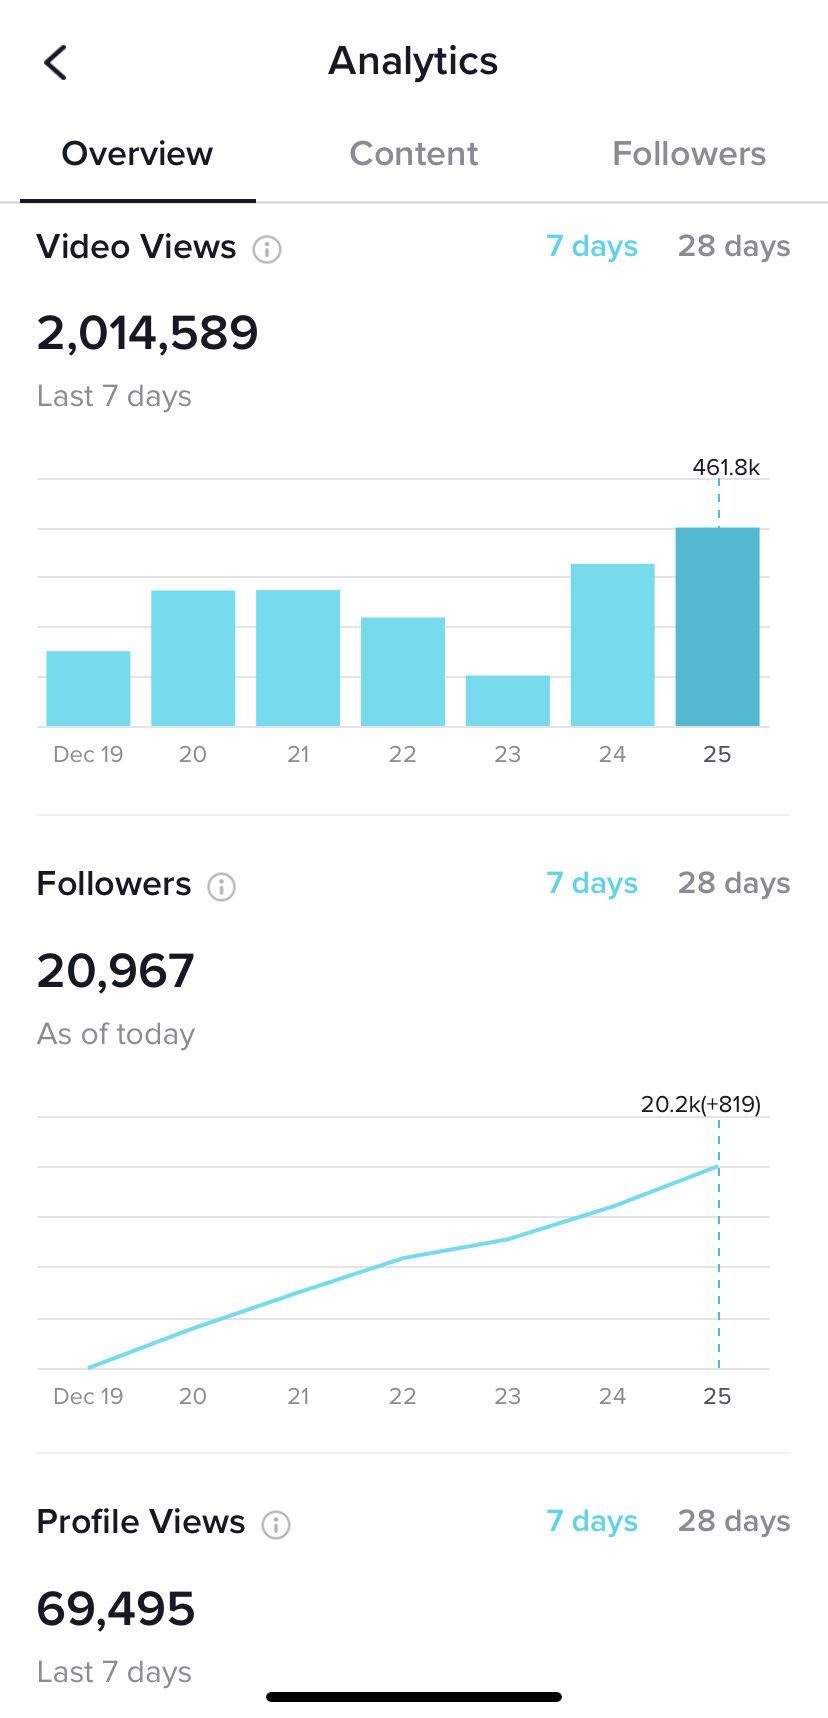 Analytics
Overview Content Followers
Video Views 7 days 28 days
2,014,589
Last 7 days
461.8k
Dec 19 20 21 22 23 24 25
Followers 7 days 28 days
20,967
As of today
20.2k(+819)
Dec 19 20 21 22 23 24 25
Profile Views 7 days 28 days
69,495
Last 7 days